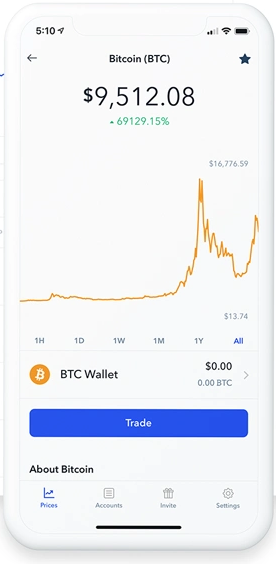 5:10
Bitcoin (BTC)
$9,512.08
69129.15%
$16,776.59
$13.74
1H 1D 1W 1M 1Y All
BTC Wallet $0.00
0.00 BTC
Trade
About Bitcoin
Prices Accounts Invite Settings